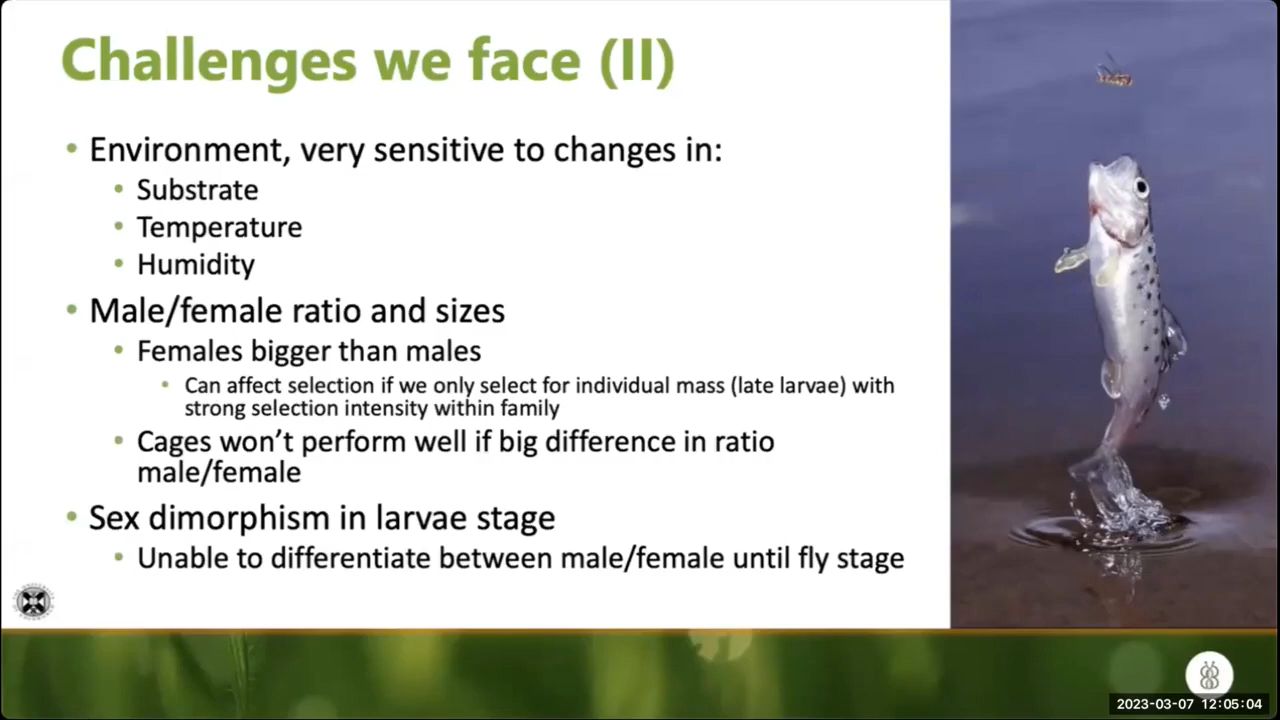 Challenges we face (II)
• Environment, very sensitive to changes in:
• Substrate
• Temperature
• Humidity
• Male/female ratio and sizes
• Females bigger than males
• Can affect selection if we only select for individual mass (late larvae) with
strong selection intensity within family
• Cages won't perform well if big difference in ratio
male/female
• Sex dimorphism in larvae stage
• Unable to differentiate between male/female until fly stage
2023-03-07 12:05:04